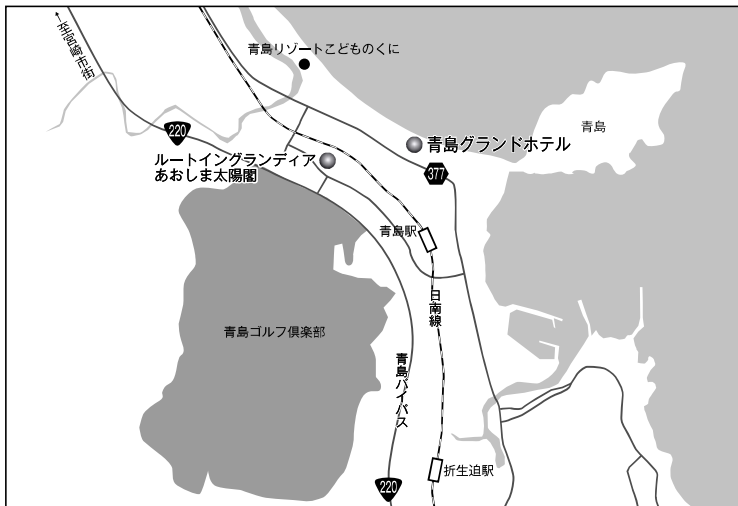 ←至宮崎市街
青島リゾートこどものくに
青島
220
青島グランドホテル
ルートイングランディア
あおしま太陽閣
377
青島駅
日南線
青島ゴルフ倶楽部
青島バイパス
折生迫駅
220